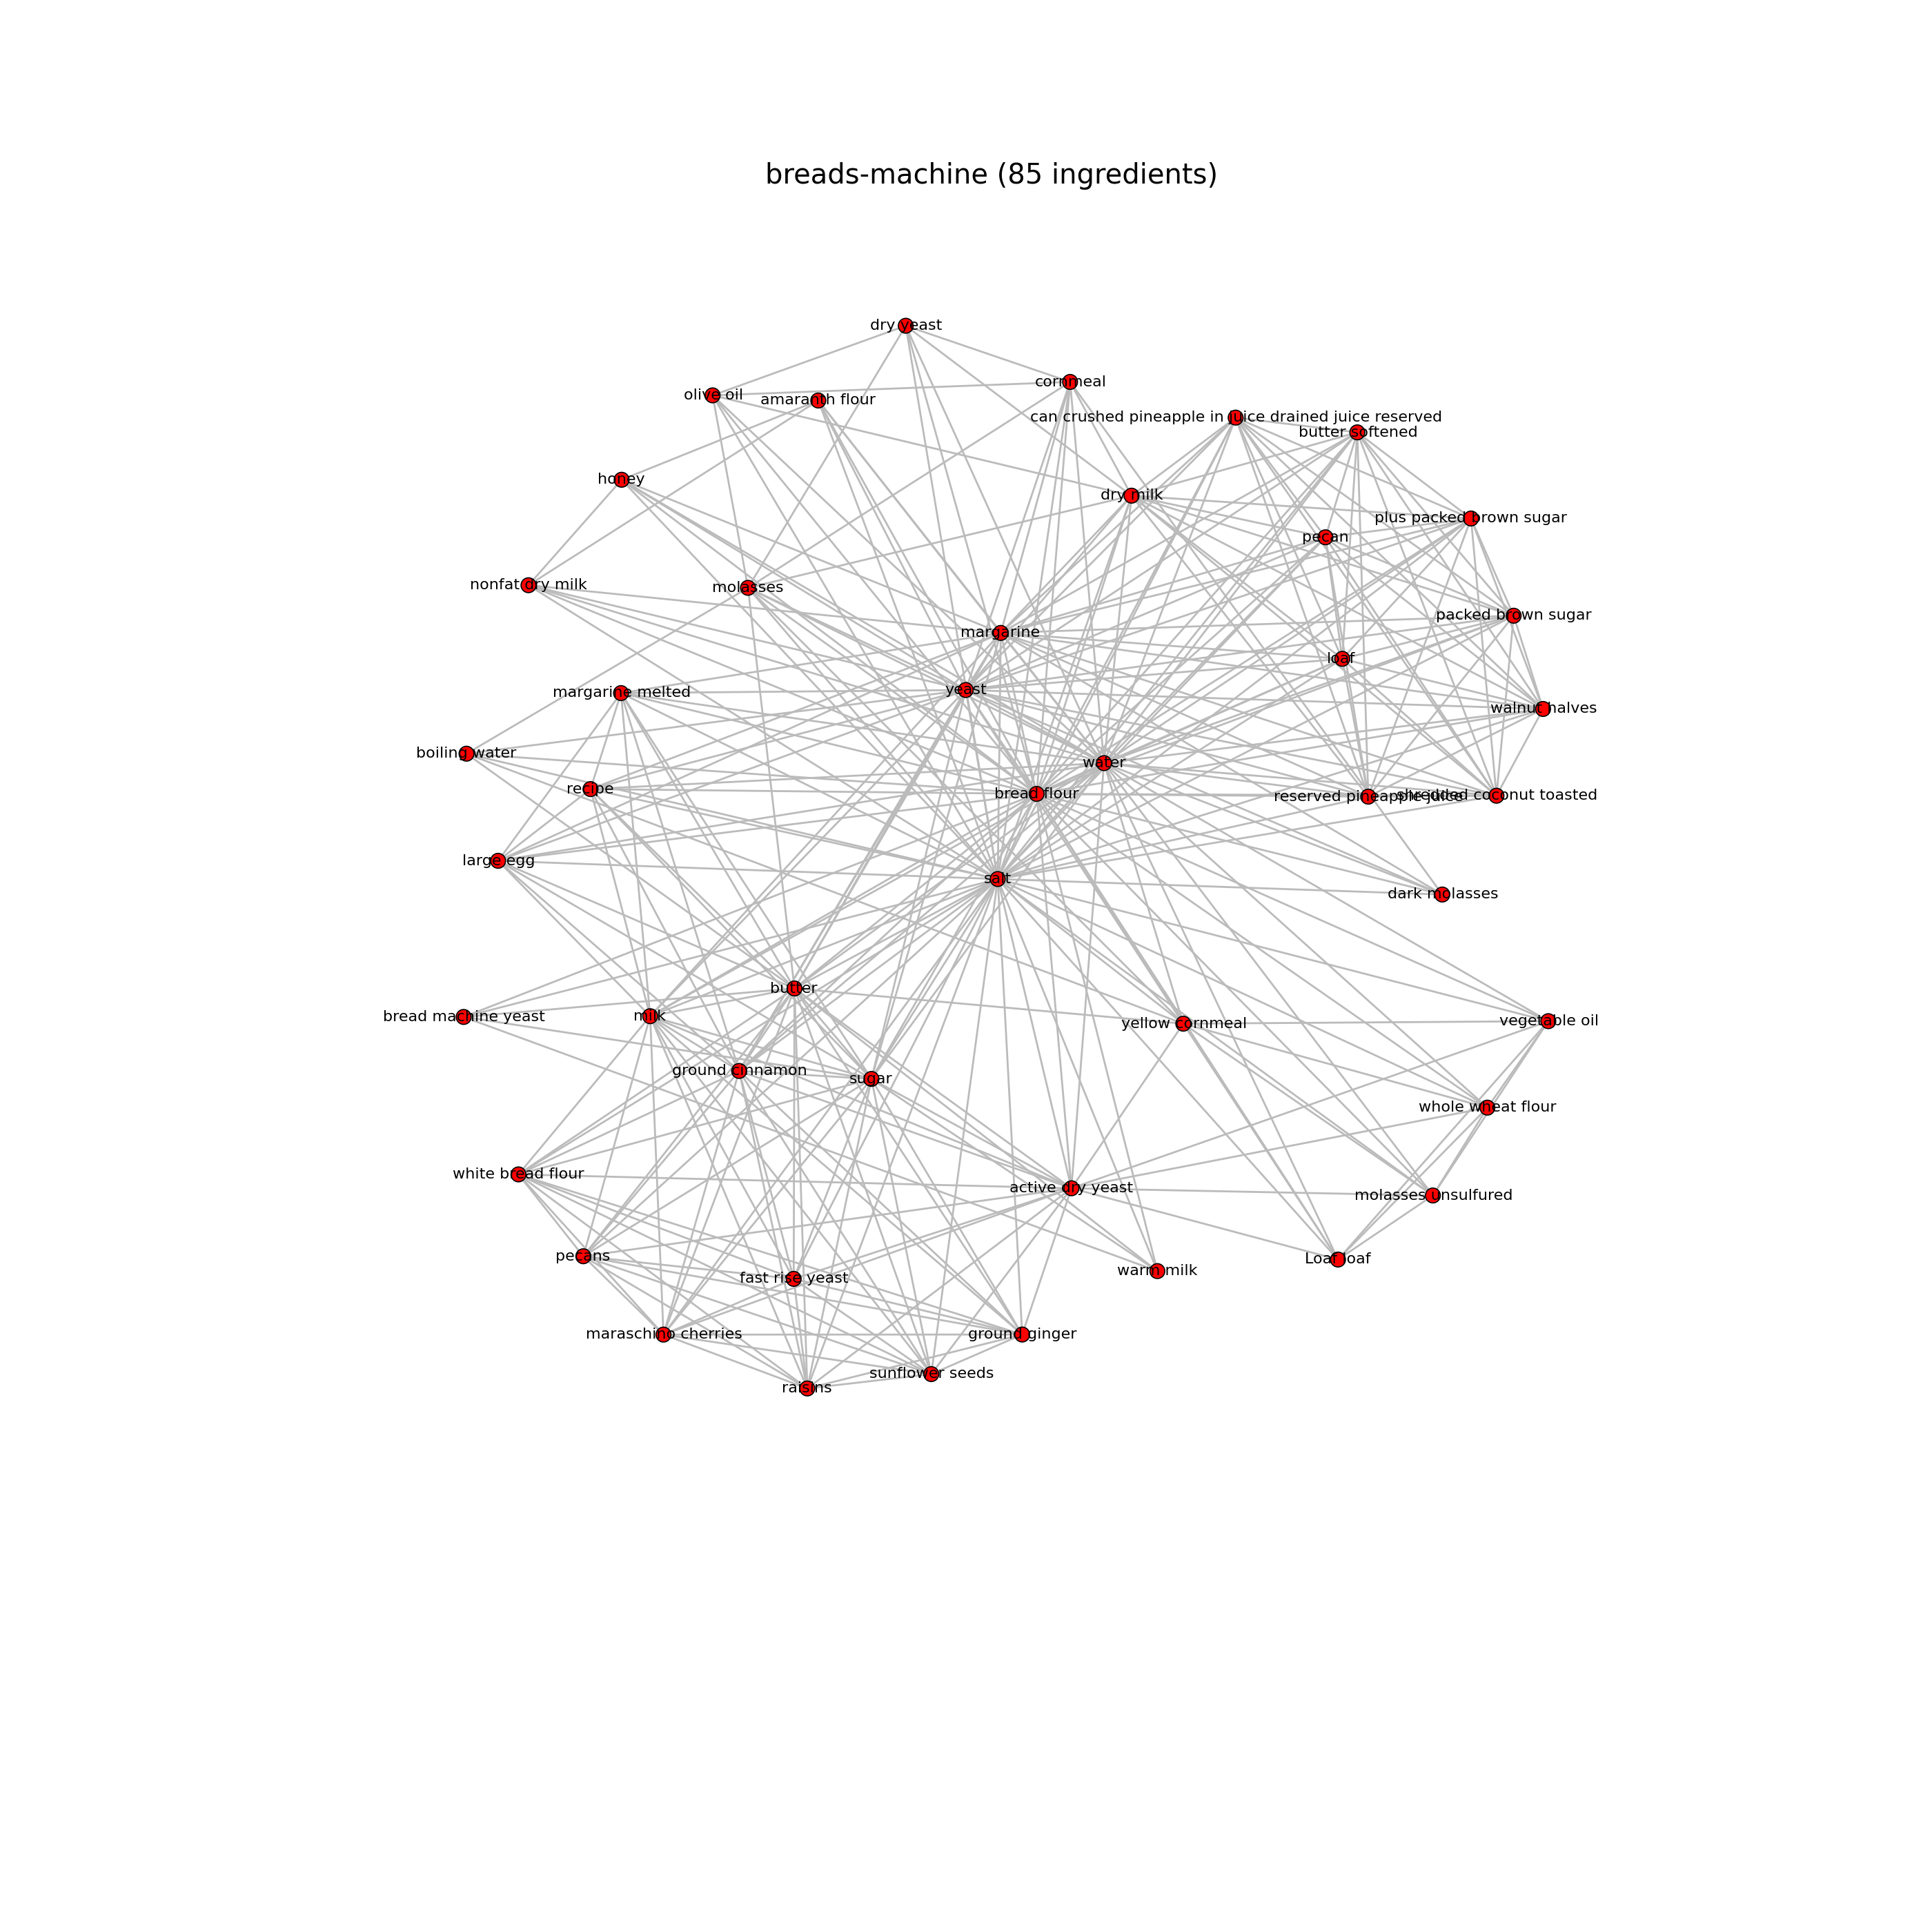 breads-machine (85 ingredients)
dry yeast
cornmeal
olive oil
amaranth flour
can crushed pineapple in juice drained juice reserved
butter softened
honey
dry milk
plus packed brown sugar
pecan
nonfat dry milk
molasses
packed brown sugar
margarine
loaf
yeast
margarine melted
walnut halves
boiling water
water
recipe
bread flour
reserved pineapple juice
shredded coconut toasted
large egg
salt
dark molasses
butter
bread machine yeast
milk
yellow cornmeal
vegetable oil
ground cinnamon
sugar
whole wheat flour
white bread flour
active dry yeast
molasses unsulfured
pecans
Loaf loaf
warm milk
fast rise yeast
maraschino cherries
ground ginger
sunflower seeds
raisins